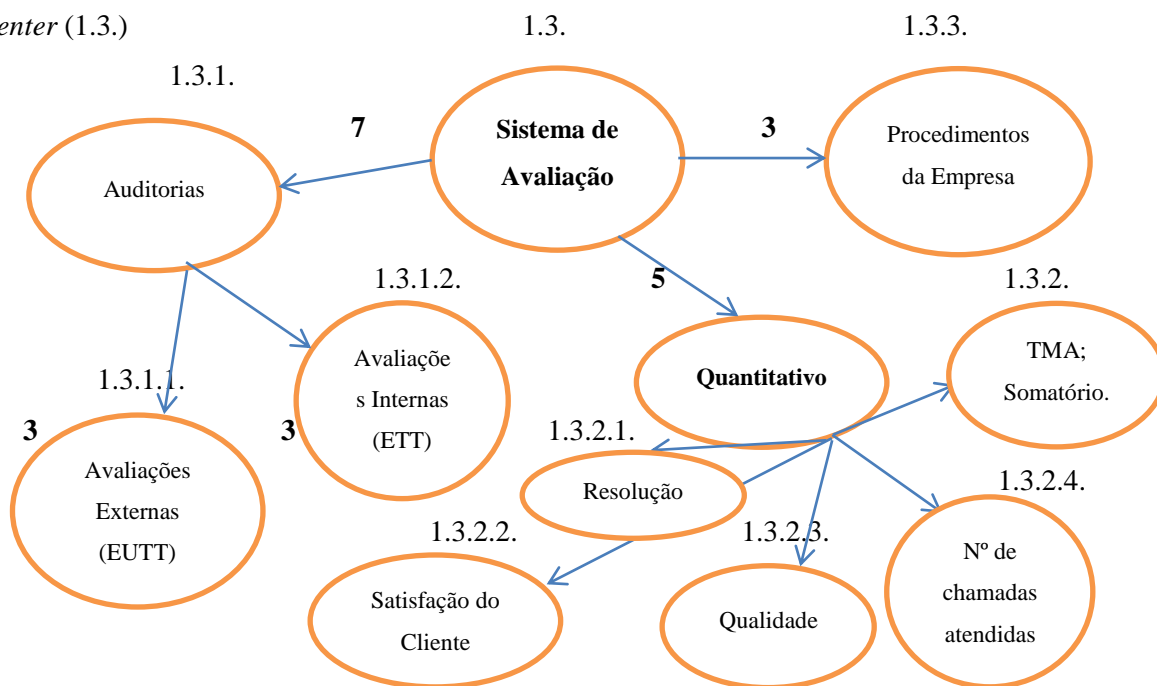 enter (1.3.)
1.3.
1.3.3.
1.3.1.
7
Sistema de
Avaliação
3
Procedimentos
da Empresa
Auditorias
1.3.1.2.
5
1.3.2.
Avaliaçõe
s Internas
(ETT)
3
Quantitativo
TMA;
Somatório.
1.3.1.1.
3
Avaliações
Externas
(EUTT)
1.3.2.1.
Resolução
1.3.2.4.
1.3.2.2.
1.3.2.3.
Nº de
chamadas
atendidas
Satisfação do
Cliente
Qualidade